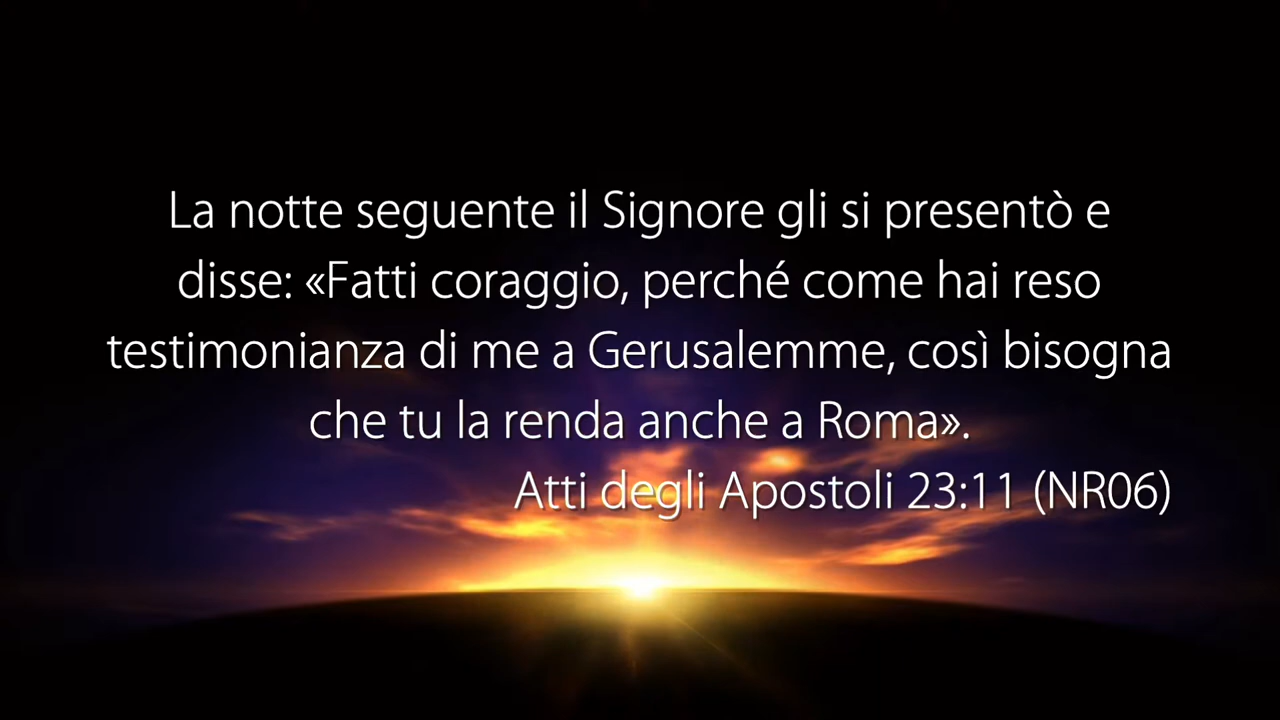 La notte seguente il Signore gli si presentò e
disse: «Fatti coraggio, perché come hai reso
testimonianza di me a Gerusalemme, così bisogna
che tu la renda anche a Roma».
Atti degli Apostoli 23:11 (NR06)